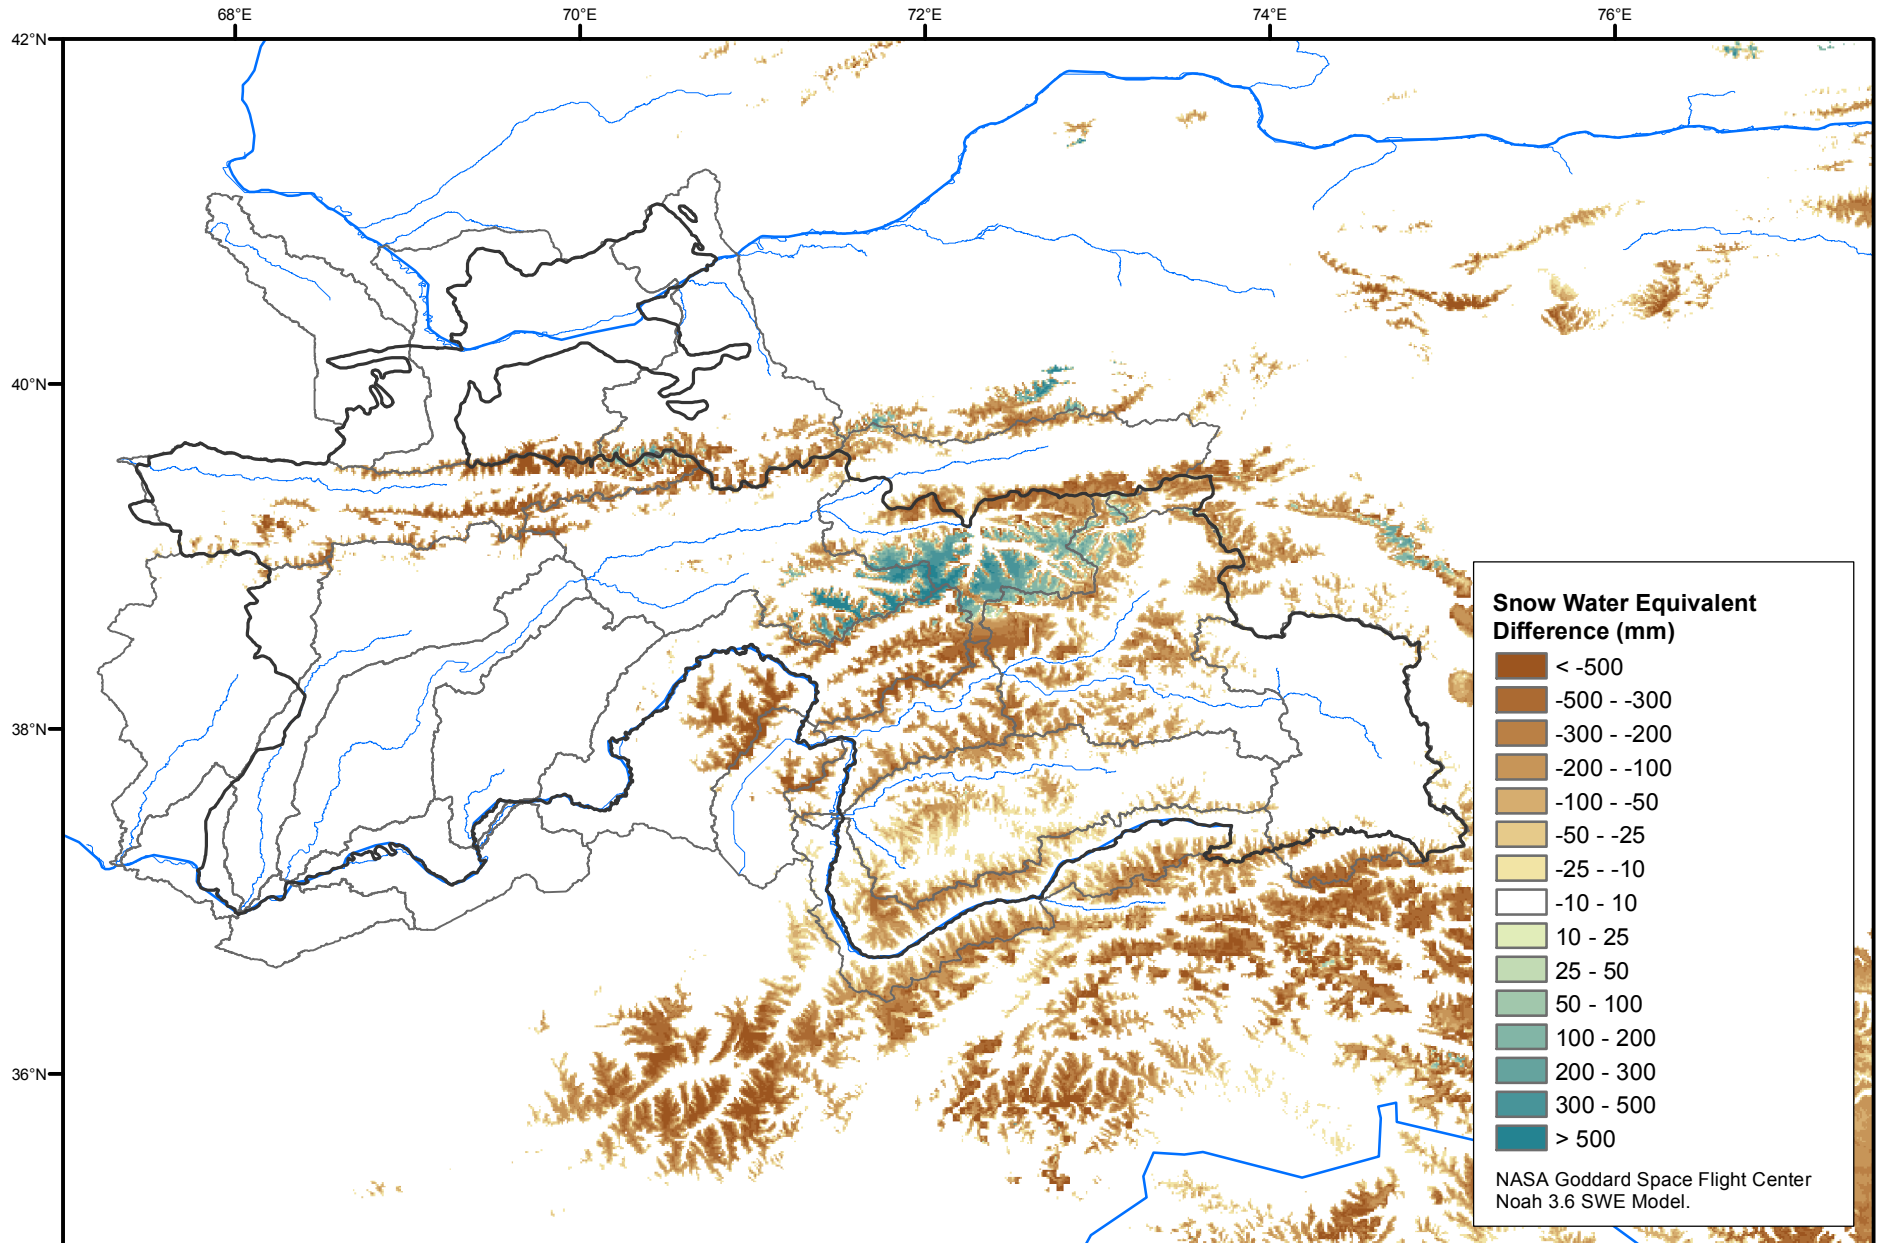 68°E
70°E
72°E
74°E
76°E
42°N
40°N
38°N
36°N
Snow Water Equivalent
Difference (mm)
< -500
-500 - -300
-300 - -200
-200 - -100
-100 - -50
-50 - -25
-25 - -10
-10 - 10
10 - 25
25 - 50
50 - 100
100 - 200
200 - 300
300 - 500
> 500
NASA Goddard Space Flight Center
Noah 3.6 SWE Model.